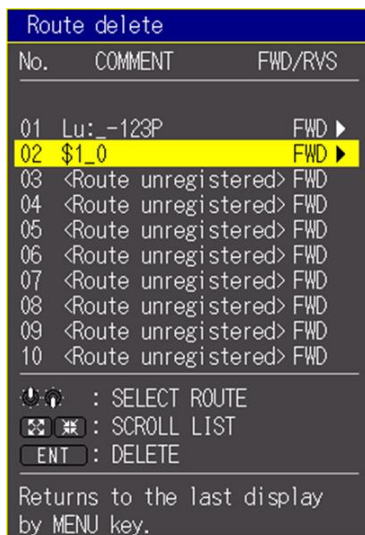 Route delete
No. COMMENT FWD/RVS
01 Lu:_-123P FWD ▶
02 $1_0 FWD ▶
03 <Route unregistered> FWD
04 <Route unregistered> FWD
05 <Route unregistered> FWD
06 <Route unregistered> FWD
07 <Route unregistered> FWD
08 <Route unregistered> FWD
09 <Route unregistered> FWD
10 <Route unregistered> FWD
: SELECT ROUTE
: SCROLL LIST
ENT : DELETE
Returns to the last display
by MENU key.